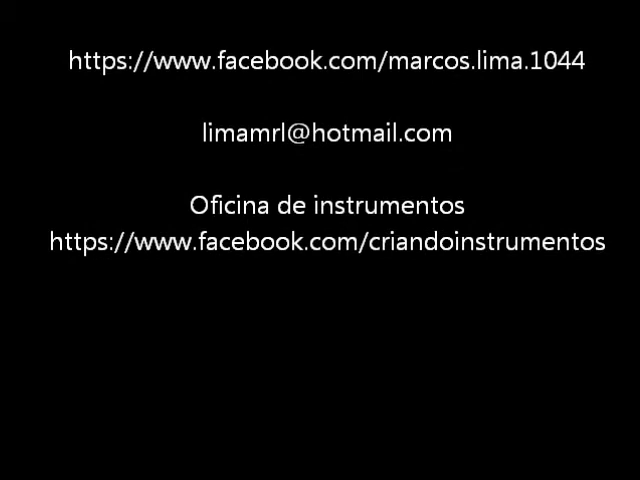 https://www.facebook.com/marcos.lima.1044
limamrl@hotmail.com
Oficina de instrumentos
https://www.facebook.com/criandoinstrumentos